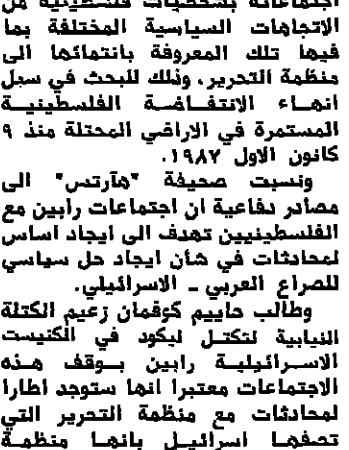 اجتماعاته بشخصيات فلسطينية من
الاتجاهات السياسية المختلفة بما
فيها تلك المعروفة بانتمائها الى
منظمة التحرير، وذلك للبحث في سبل
انهاء الانتفاضة الفلسطينية
المستمرة في الاراضي المحتلة منذ ٩
كانون الاول ١٩٨٧.
ونسبت صحيفة "هآرتس" الى
مصادر دفاعية ان اجتماعات رابين مع
الفلسطينيين تهدف الى ايجاد اساس
لمحادثات في شأن ايجاد حل سياسي
للصراع العربي - الاسرائيلي.
وطالب حاييم كوفمان زعيم الكتلة
النيابية لتكتل ليكود في الكنيست
الاسرائيلية رابين بوقف هذه
الاجتماعات معتبرا انها ستوجد اطارا
لمحادثات مع منظمة التحرير التي
تصفها اسرائيل بانها منظمة